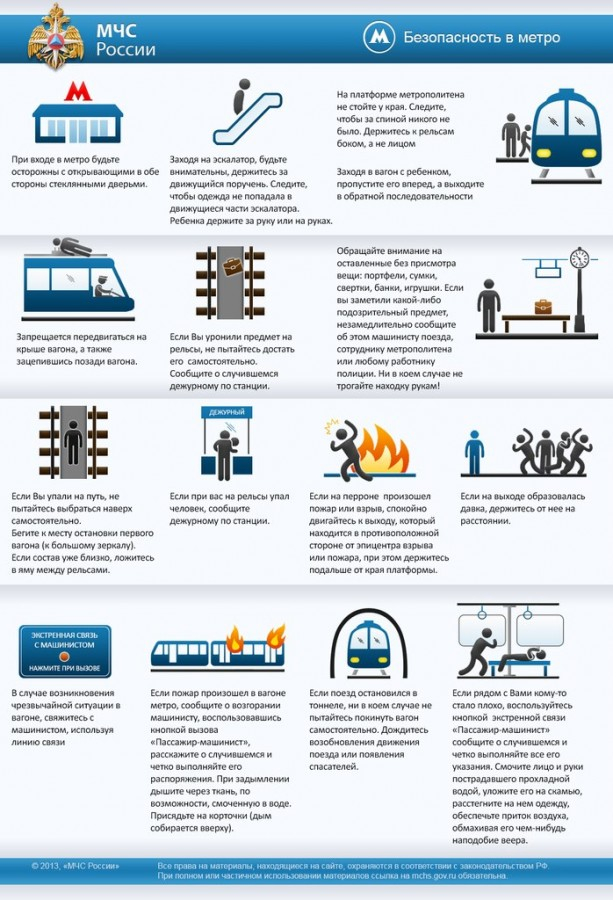 МЧС
России
Безопасность в метро
При входе в метро будьте
осторожны с открывающими в обе
стороны стеклянными дверьми.
Заходя на эскалатор, будьте
внимательны, держитесь за
движущийся поручень. Следите,
чтобы одежда не попадала в
движущиеся части эскалатора.
Ребенка держите за руку или на руках.
На платформе метрополитена
не стойте у края. Следите,
чтобы за спиной никого не
было. Держитесь к рельсам
боком, а не лицом
Заходя в вагон с ребенком,
пропустите его вперед, а выходите
в обратной последовательности
Запрещается передвигаться на
крыше вагона, а также
зацепившись позади вагона.
Если Вы уронили предмет на
рельсы, не пытайтесь достать
его самостоятельно.
Сообщите о случившемся
дежурному по станции.
Обращайте внимание на
оставленные без присмотра
вещи: портфели, сумки,
свертки, банки, игрушки. Если
вы заметили какой-либо
подозрительный предмет,
незамедлительно сообщите
об этом машинисту поезда,
сотруднику метрополитена
или любому работнику
полиции. Ни в коем случае не
трогайте находку рукам!
Если Вы упали на путь, не
пытайтесь выбраться наверх
самостоятельно.
Бегите к месту остановки первого
вагона (к большому зеркалу).
Если состав уже близко, ложитесь
в яму между рельсами.
ДЕЖУРНЫЙ
Если при вас на рельсы упал
человек, сообщите
дежурному по станции.
Если на перроне произошел
пожар или взрыв, спокойно
двигайтесь к выходу, который
находится в противоположной
стороне от эпицентра взрыва
или пожара, при этом держитесь
подальше от края платформы.
Если на выходе образовалась
давка, держитесь от нее на
расстоянии.
ЭКСТРЕННАЯ СВЯЗЬ
С МАШИНИСТОМ
НАЖМИТЕ ПРИ ВЫЗОВЕ
В случае возникновения
чрезвычайной ситуации в
вагоне, свяжитесь с
машинистом, используя
линию связи
Если пожар произошел в вагоне
метро, сообщите о возгорании
машинисту, воспользовавшись
кнопкой вызова
«Пассажир-машинист»,
расскажите о случившемся и
четко выполняйте его
распоряжения. При задымлении
дышите через ткань, по
возможности, смоченную в воде.
Присядьте на корточки (дым
собирается вверху).
Если поезд остановился в
тоннеле, ни в коем случае не
пытайтесь покинуть вагон
самостоятельно. Дождитесь
возобновления движения
поезда или появления
спасателей.
Если рядом с Вами кому-то
стало плохо, воспользуйтесь
кнопкой экстренной связи
«Пассажир-машинист»
сообщите о случившемся и
четко выполняйте все его
указания. Смочите лицо и руки
пострадавшего прохладной
водой, уложите его на скамью,
расстегните на нем одежду,
обеспечьте приток воздуха,
обмахивая его чем-нибудь
наподобие веера.
© 2013, «МЧС России»
Все права на материалы, находящиеся на сайте, охраняются в соответствии с законодательством РФ.
При полном или частичном использовании материалов ссылка на mchs.gov.ru обязательна.